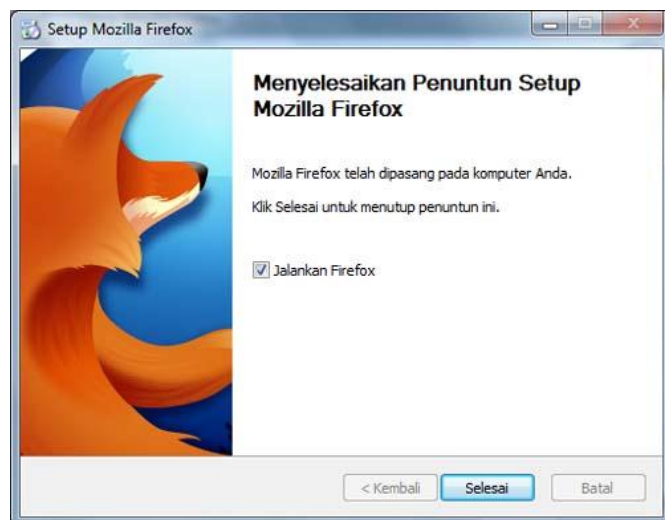 Setup Mozilla Firefox
Menyelesaikan Penuntun Setup
Mozilla Firefox
Mozilla Firefox telah dipasang pada komputer Anda.
Klik Selesai untuk menutup penuntun ini.
Jalankan Firefox
< Kembali
Selesai
Batal